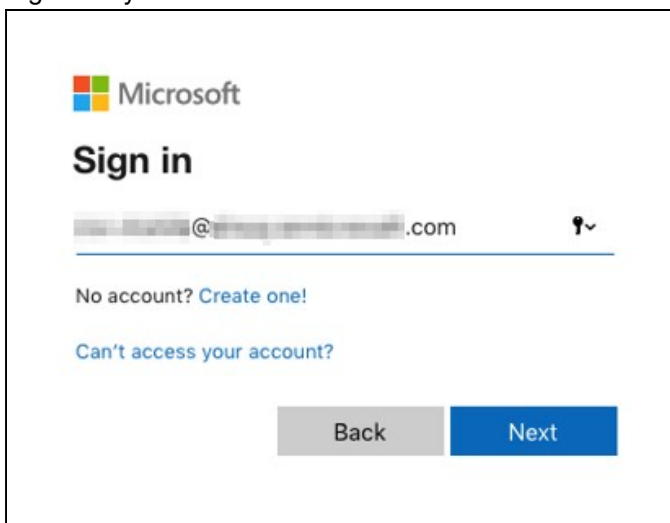 Microsoft
Sign in
@ .com
No account? Create one!
Can't access your account?
Back
Next